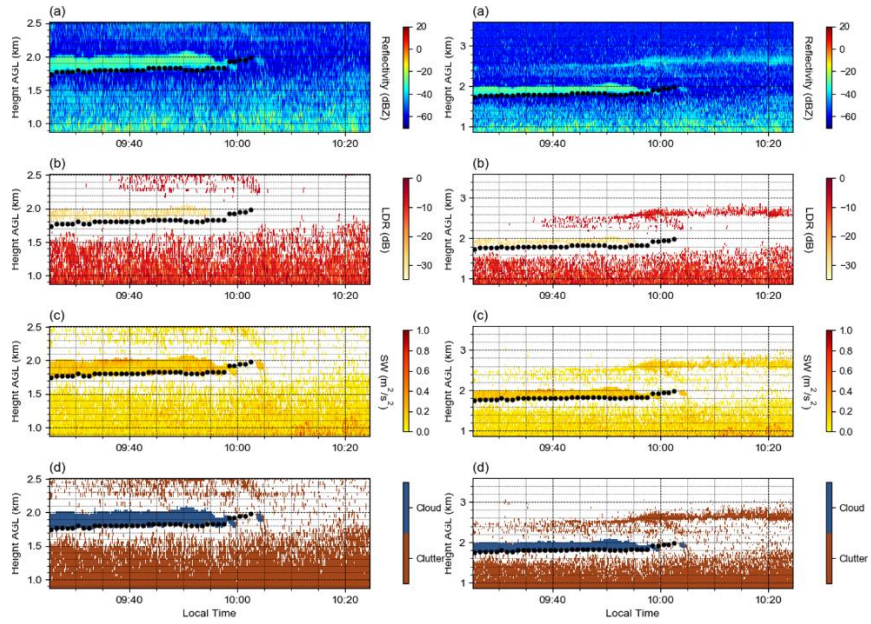 (a)
2.5
2.0
1.5
1.0
Height AGL (km)
09:40
10:00
10:20
20
0
−20
−40
−60
Reflectivity (dBZ)
(a)
3
2
1
Height AGL (km)
09:40
10:00
10:20
20
0
−20
−40
−60
Reflectivity (dBZ)
(b)
2.5
2.0
1.5
1.0
Height AGL (km)
09:40
10:00
10:20
0
−10
−20
−30
LDR (dB)
(b)
3
2
1
Height AGL (km)
09:40
10:00
10:20
0
−10
−20
−30
LDR (dB)
(c)
2.5
2.0
1.5
1.0
Height AGL (km)
09:40
10:00
10:20
1.0
0.8
0.6
0.4
0.2
0.0
SW (m²/s²)
(c)
3
2
1
Height AGL (km)
09:40
10:00
10:20
1.0
0.8
0.6
0.4
0.2
0.0
SW (m²/s²)
(d)
2.5
2.0
1.5
1.0
Height AGL (km)
09:40
10:00
10:20
Local Time
Cloud
Clutter
(d)
3
2
1
Height AGL (km)
09:40
10:00
10:20
Local Time
Cloud
Clutter